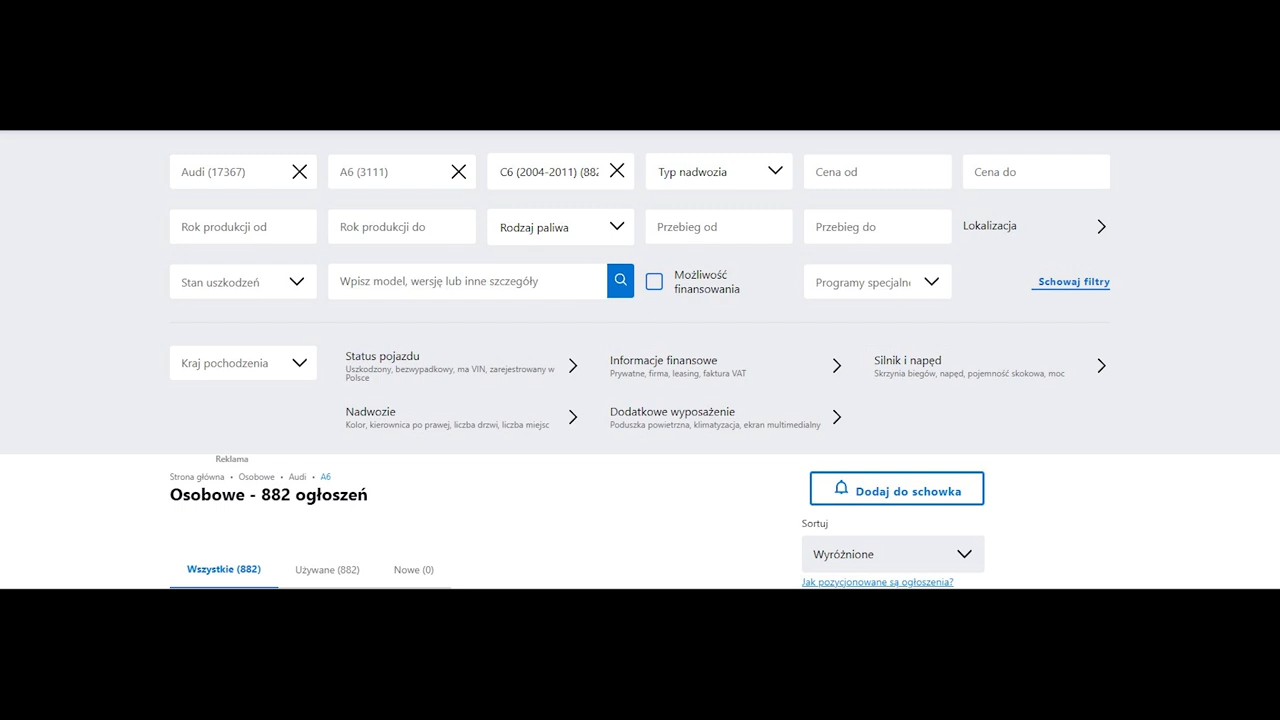 Audi (17367)
A6 (3111)
C6 (2004-2011) (882
Typ nadwozia
Cena od
Cena do
Rok produkcji od
Rok produkcji do
Rodzaj paliwa
Przebieg od
Przebieg do
Lokalizacja
Stan uszkodzeń
Wpisz model, wersję lub inne szczegóły
Możliwość
finansowania
Programy specjalne
Schowaj filtry
Kraj pochodzenia
Status pojazdu
Uszkodzony, bezwypadkowy, ma VIN, zarejestrowany w
Polsce
Informacje finansowe
Prywatne, firma, leasing, faktura VAT
Silnik i napęd
Skrzynia biegów, napęd, pojemność skokowa, moc
Nadwozie
Kolor, kierownica po prawej, liczba drzwi, liczba miejsc
Dodatkowe wyposażenie
Poduszka powietrzna, klimatyzacja, ekran multimedialny
Reklama
Strona główna • Osobowe • Audi • A6
Osobowe - 882 ogłoszeń
Dodaj do schowka
Sortuj
Wyróżnione
Jak pozycjonowane są ogłoszenia?
Wszystkie (882)
Używane (882)
Nowe (0)